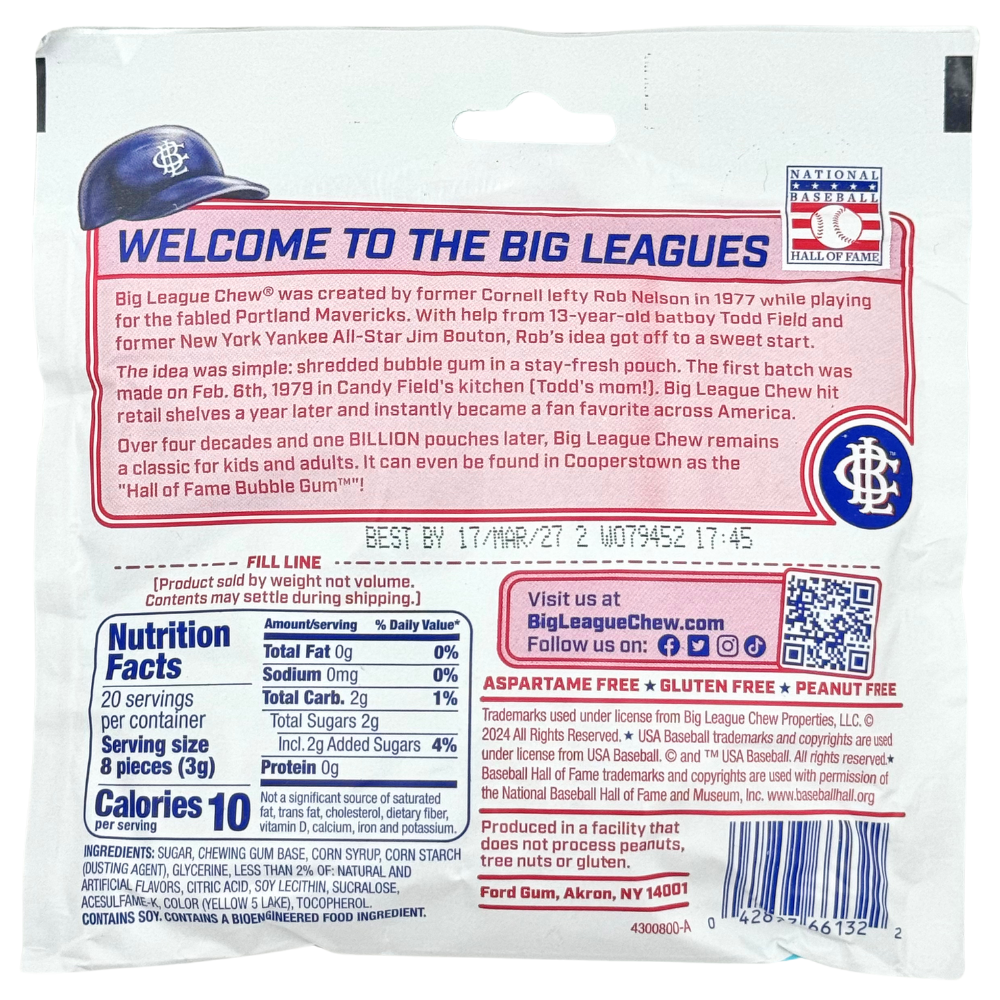 BLC
NATIONAL
BASEBALL
HALL OF FAME
WELCOME TO THE BIG LEAGUES
Big League Chew® was created by former Cornell lefty Rob Nelson in 1977 while playing
for the fabled Portland Mavericks. With help from 13-year-old batboy Todd Field and
former New York Yankee All-Star Jim Bouton, Rob's idea got off to a sweet start.
The idea was simple: shredded bubble gum in a stay-fresh pouch. The first batch was
made on Feb. 6th, 1979 in Candy Field's kitchen (Todd's mom!). Big League Chew hit
retail shelves a year later and instantly became a fan favorite across America.
Over four decades and one BILLION pouches later, Big League Chew remains
a classic for kids and adults. It can even be found in Cooperstown as the
"Hall of Fame Bubble Gum™"!
BLC™
BEST BY 17/MAR/27 2 W079452 17:45
FILL LINE
(Product sold by weight not volume.
Contents may settle during shipping.)
Nutrition
Facts
20 servings
per container
Serving size
8 pieces (3g)
Calories 10
per serving
Amount/serving % Daily Value*
Total Fat 0g 0%
Sodium 0mg 0%
Total Carb. 2g 1%
Total Sugars 2g
Incl. 2g Added Sugars 4%
Protein 0g
Not a significant source of saturated
fat, trans fat, cholesterol, dietary fiber,
vitamin D, calcium, iron and potassium.
INGREDIENTS: SUGAR, CHEWING GUM BASE, CORN SYRUP, CORN STARCH
(DUSTING AGENT), GLYCERINE, LESS THAN 2% OF: NATURAL AND
ARTIFICIAL FLAVORS, CITRIC ACID, SOY LECITHIN, SUCRALOSE,
ACESULFAME-K, COLOR (YELLOW 5 LAKE), TOCOPHEROL.
CONTAINS SOY. CONTAINS A BIOENGINEERED FOOD INGREDIENT.
Visit us at
BigLeagueChew.com
Follow us on:
ASPARTAME FREE ★ GLUTEN FREE ★ PEANUT FREE
Trademarks used under license from Big League Chew Properties, LLC. ©
2024 All Rights Reserved. ★ USA Baseball trademarks and copyrights are used
under license from USA Baseball. © and ™ USA Baseball. All rights reserved.★
Baseball Hall of Fame trademarks and copyrights are used with permission of
the National Baseball Hall of Fame and Museum, Inc. www.baseballhall.org
Produced in a facility that
does not process peanuts,
tree nuts or gluten.
Ford Gum, Akron, NY 14001
4300800-A
0 66132 2